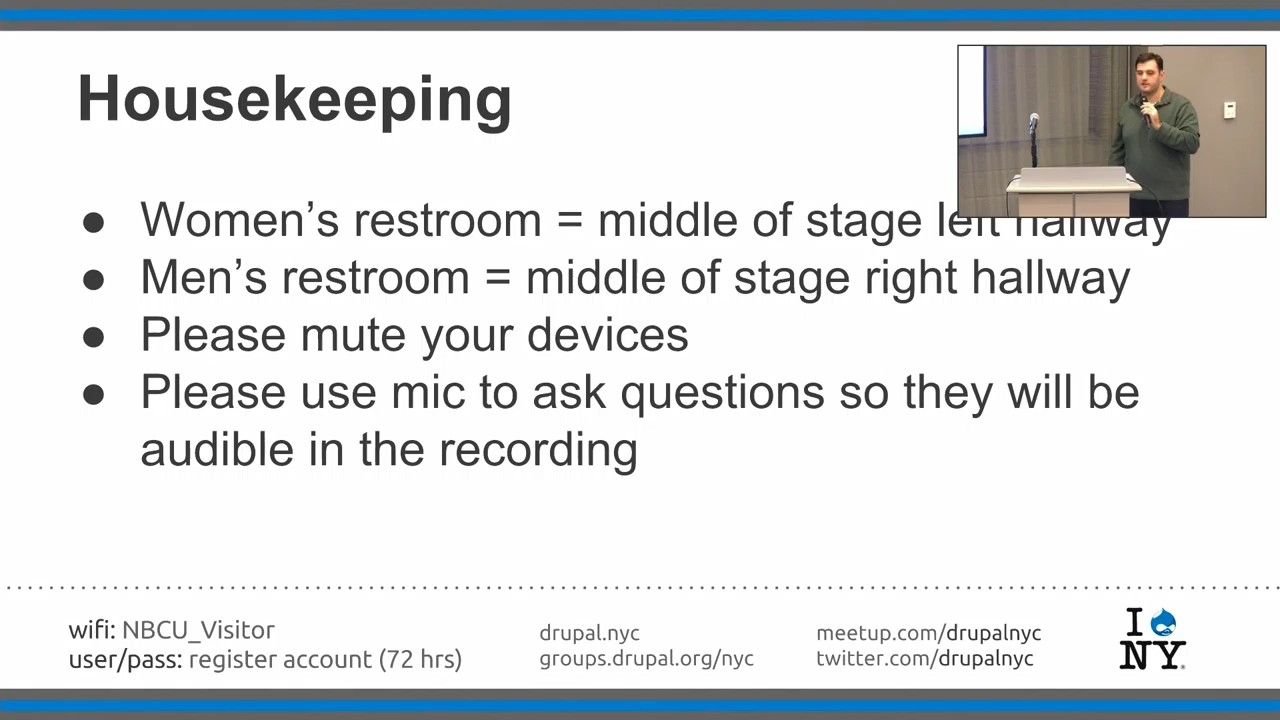 Housekeeping
● Women’s restroom = middle of stage left hallway
● Men’s restroom = middle of stage right hallway
● Please mute your devices
● Please use mic to ask questions so they will be
audible in the recording
wifi: NBCU_Visitor
user/pass: register account (72 hrs)
drupal.nyc
groups.drupal.org/nyc
meetup.com/drupalnyc
twitter.com/drupalnyc
I
NY